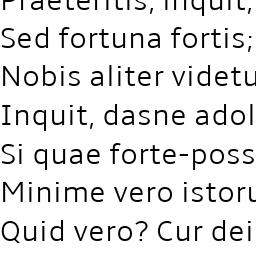 Praeteritis, inquit,
Sed fortuna fortis;
Nobis aliter videtu
Inquit, dasne adol
Si quae forte-poss
Minime vero istoru
Quid vero? Cur dei